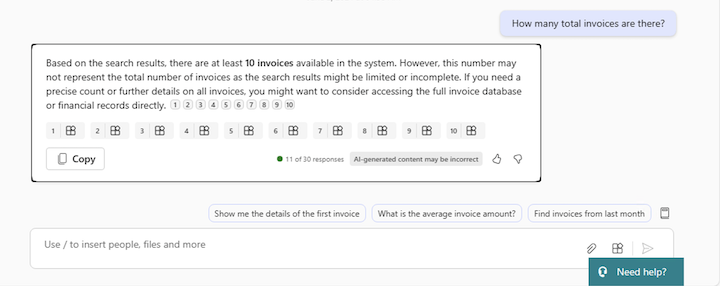 How many total invoices are there?
Based on the search results, there are at least 10 invoices available in the system. However, this number may
not represent the total number of invoices as the search results might be limited or incomplete. If you need a
precise count or further details on all invoices, you might want to consider accessing the full invoice database
or financial records directly. 1 2 3 4 5 6 7 8 9 10
1 2 3 4 5 6 7 8 9 10
Copy 11 of 30 responses AI-generated content may be incorrect
Show me the details of the first invoice What is the average invoice amount? Find invoices from last month
Use / to insert people, files and more
Need help?